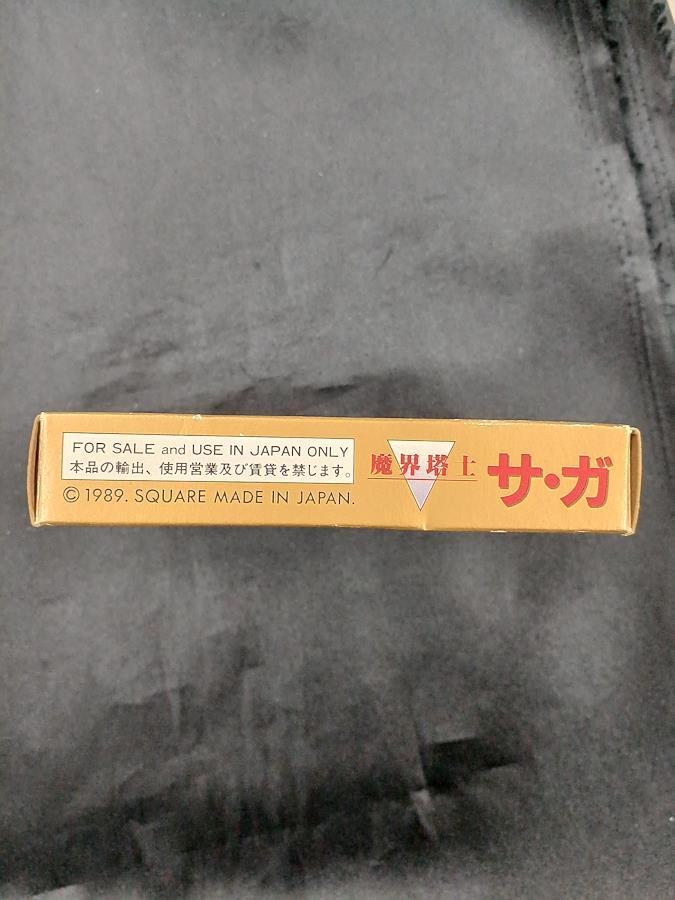 FOR SALE and USE IN JAPAN ONLY
本品の輸出、使用営業及び賃貸を禁じます。
© 1989. SQUARE MADE IN JAPAN.
魔界塔士
サ・ガ